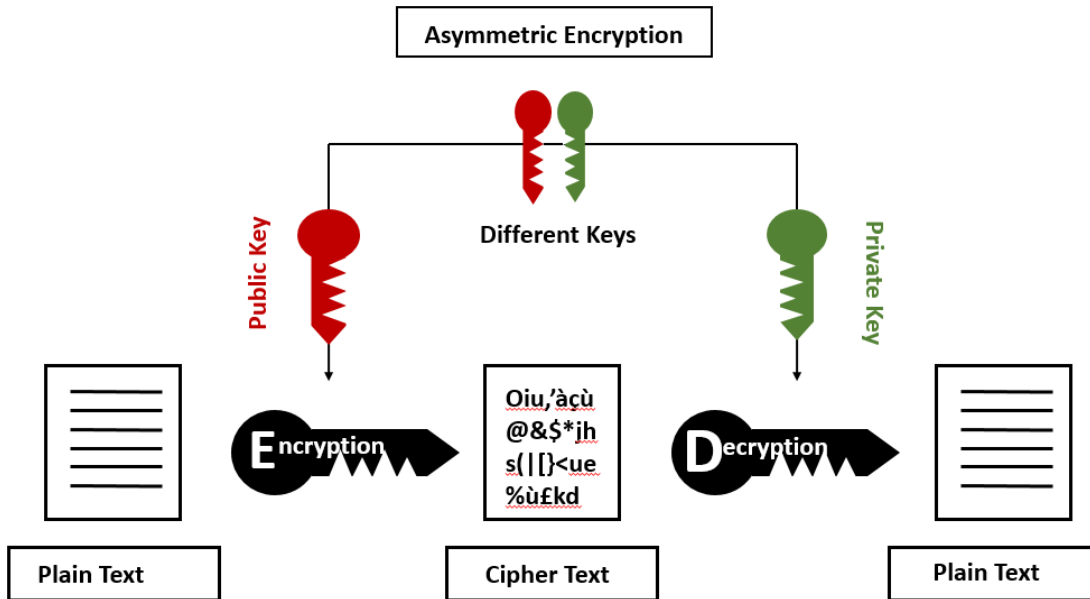 Asymmetric Encryption
Different Keys
Public Key
Private Key
Encryption
Oiu,’àçù
@&$*jh
s(|[}<ue
%ù£kd
Decryption
Plain Text
Cipher Text
Plain Text